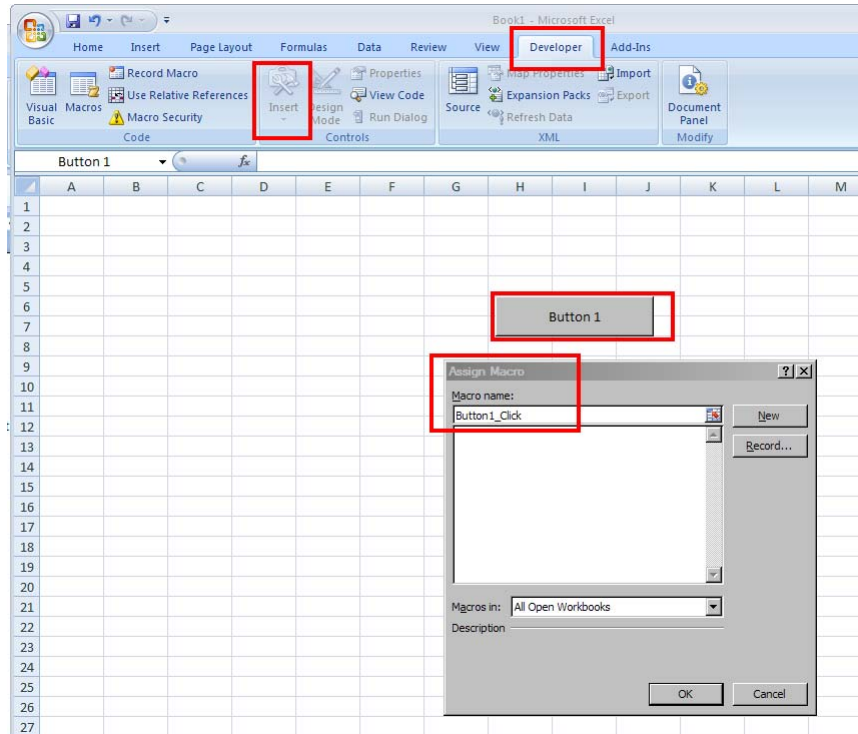 Book1 - Microsoft Excel
Home Insert Page Layout Formulas Data Review View Developer Add-Ins
Visual Basic
Macros
Record Macro
Use Relative References
Macro Security
Code
Insert
Design Mode
Properties
View Code
Run Dialog
Controls
Source
Map Properties
Expansion Packs
Refresh Data
Import
Export
XML
Document Panel
Modify
Button 1 fx
A B C D E F G H I J K L M
1
2
3
4
5
6
7
8
9
10
11
12
13
14
15
16
17
18
19
20
21
22
23
24
25
26
27
Button 1
Assign Macro
Macro name:
Button1_Click
New
Record...
Macros in: All Open Workbooks
Description
OK Cancel